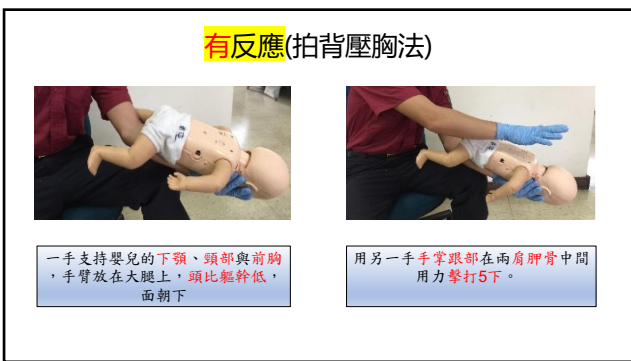 有反應(拍背壓胸法)
一手支持嬰兒的下顎、頸部與前胸
，手臂放在大腿上，頭比軀幹低，
面朝下
用另一手手掌跟部在兩肩胛骨中間
用力擊打5下。